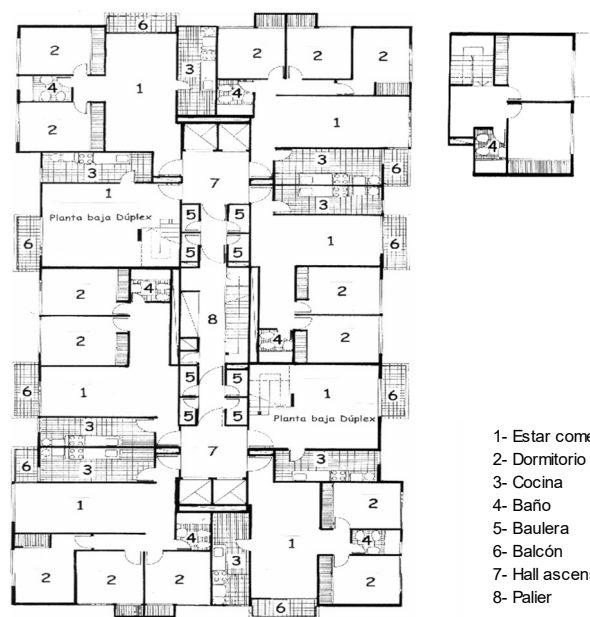 6
2 2 2 2
3
1
4 4
2 1
3 3
7
1 3
Planta baja Dúplex 5 5
6 1 6
5 5
2 4 2
8
2 4 2
6 1 5 5 1 6
Planta baja Dúplex
3 5 5
6 3 7 3
1 2
4 1 4
3
2 2 2 2
6
4
1- Estar come
2- Dormitorio
3- Cocina
4- Baño
5- Baulera
6- Balcón
7- Hall ascens
8- Palier